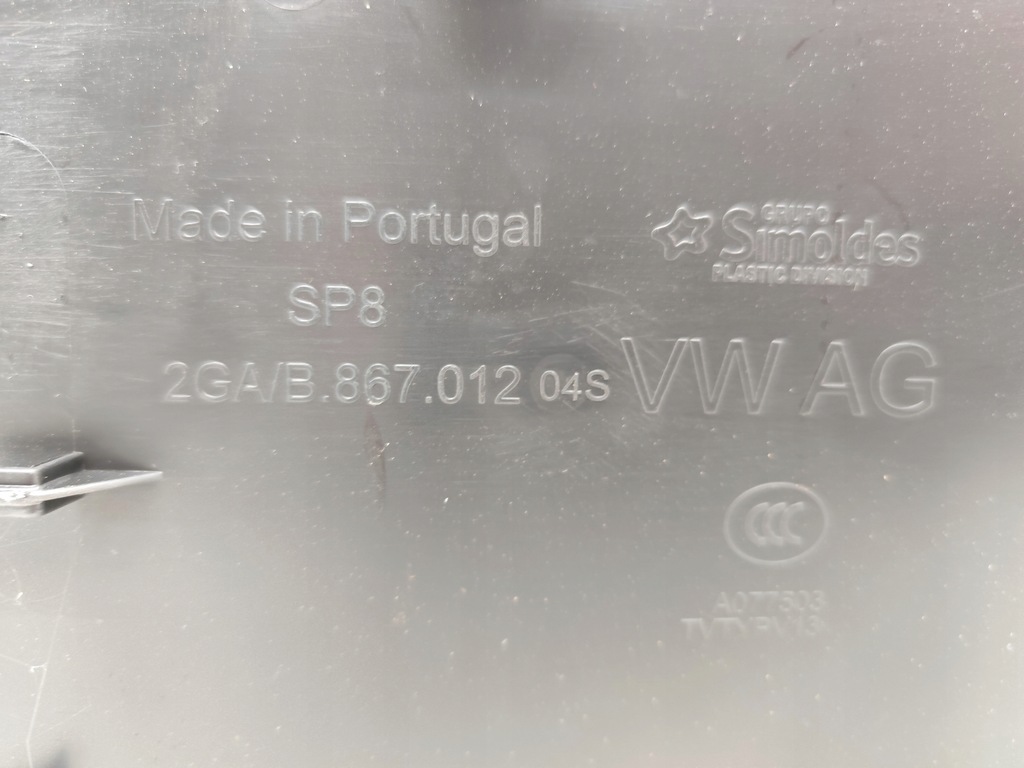 Made in Portugal
SP8
2GA/B.867.012 04S
GRUPO
Simoldes
PLASTIC DIVISION
VW AG
CCC
A077503